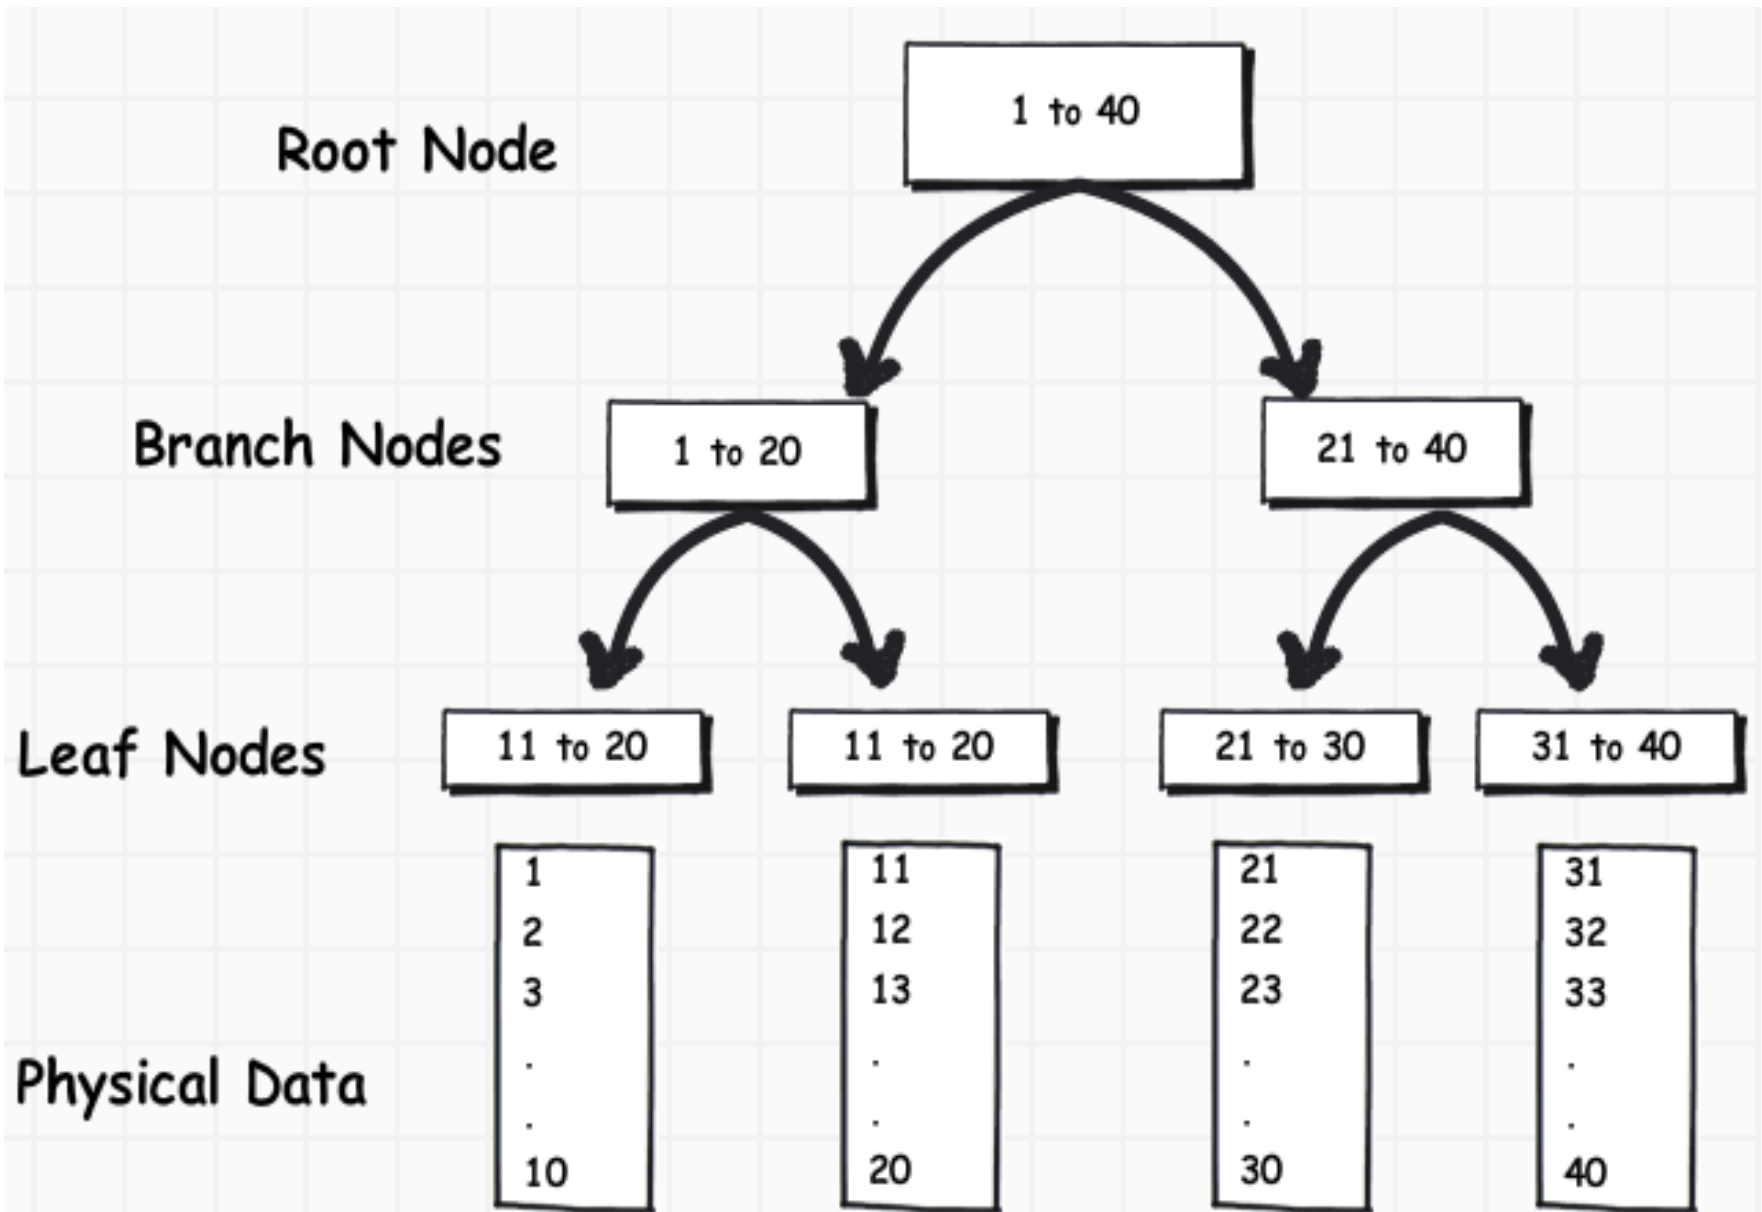 1 to 40
Root Node
Branch Nodes
1 to 20
21 to 40
Leaf Nodes
11 to 20
11 to 20
21 to 30
31 to 40
Physical Data
1
2
3
.
.
10
11
12
13
.
.
20
21
22
23
.
.
30
31
32
33
.
.
40